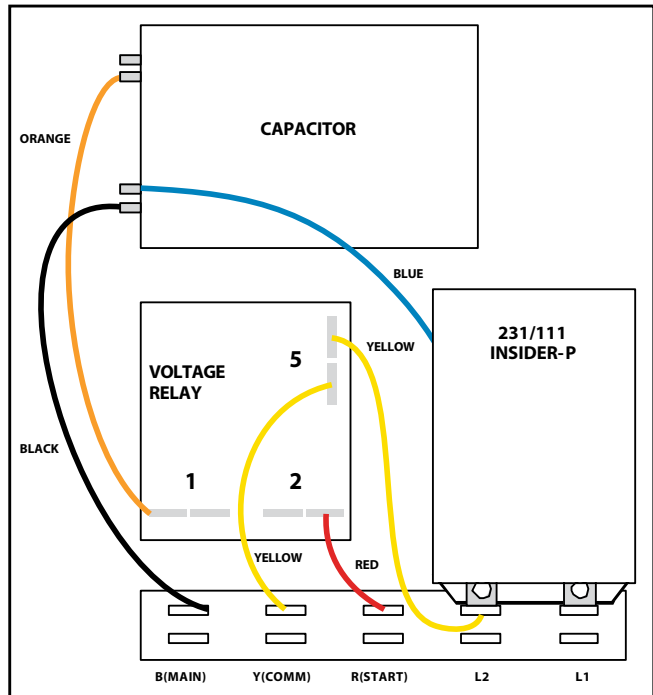 CAPACITOR
ORANGE
BLUE
231/111
INSIDER-P
YELLOW
5
VOLTAGE
RELAY
BLACK
1
2
YELLOW
RED
B(MAIN)
Y(COMM)
R(START)
L2
L1